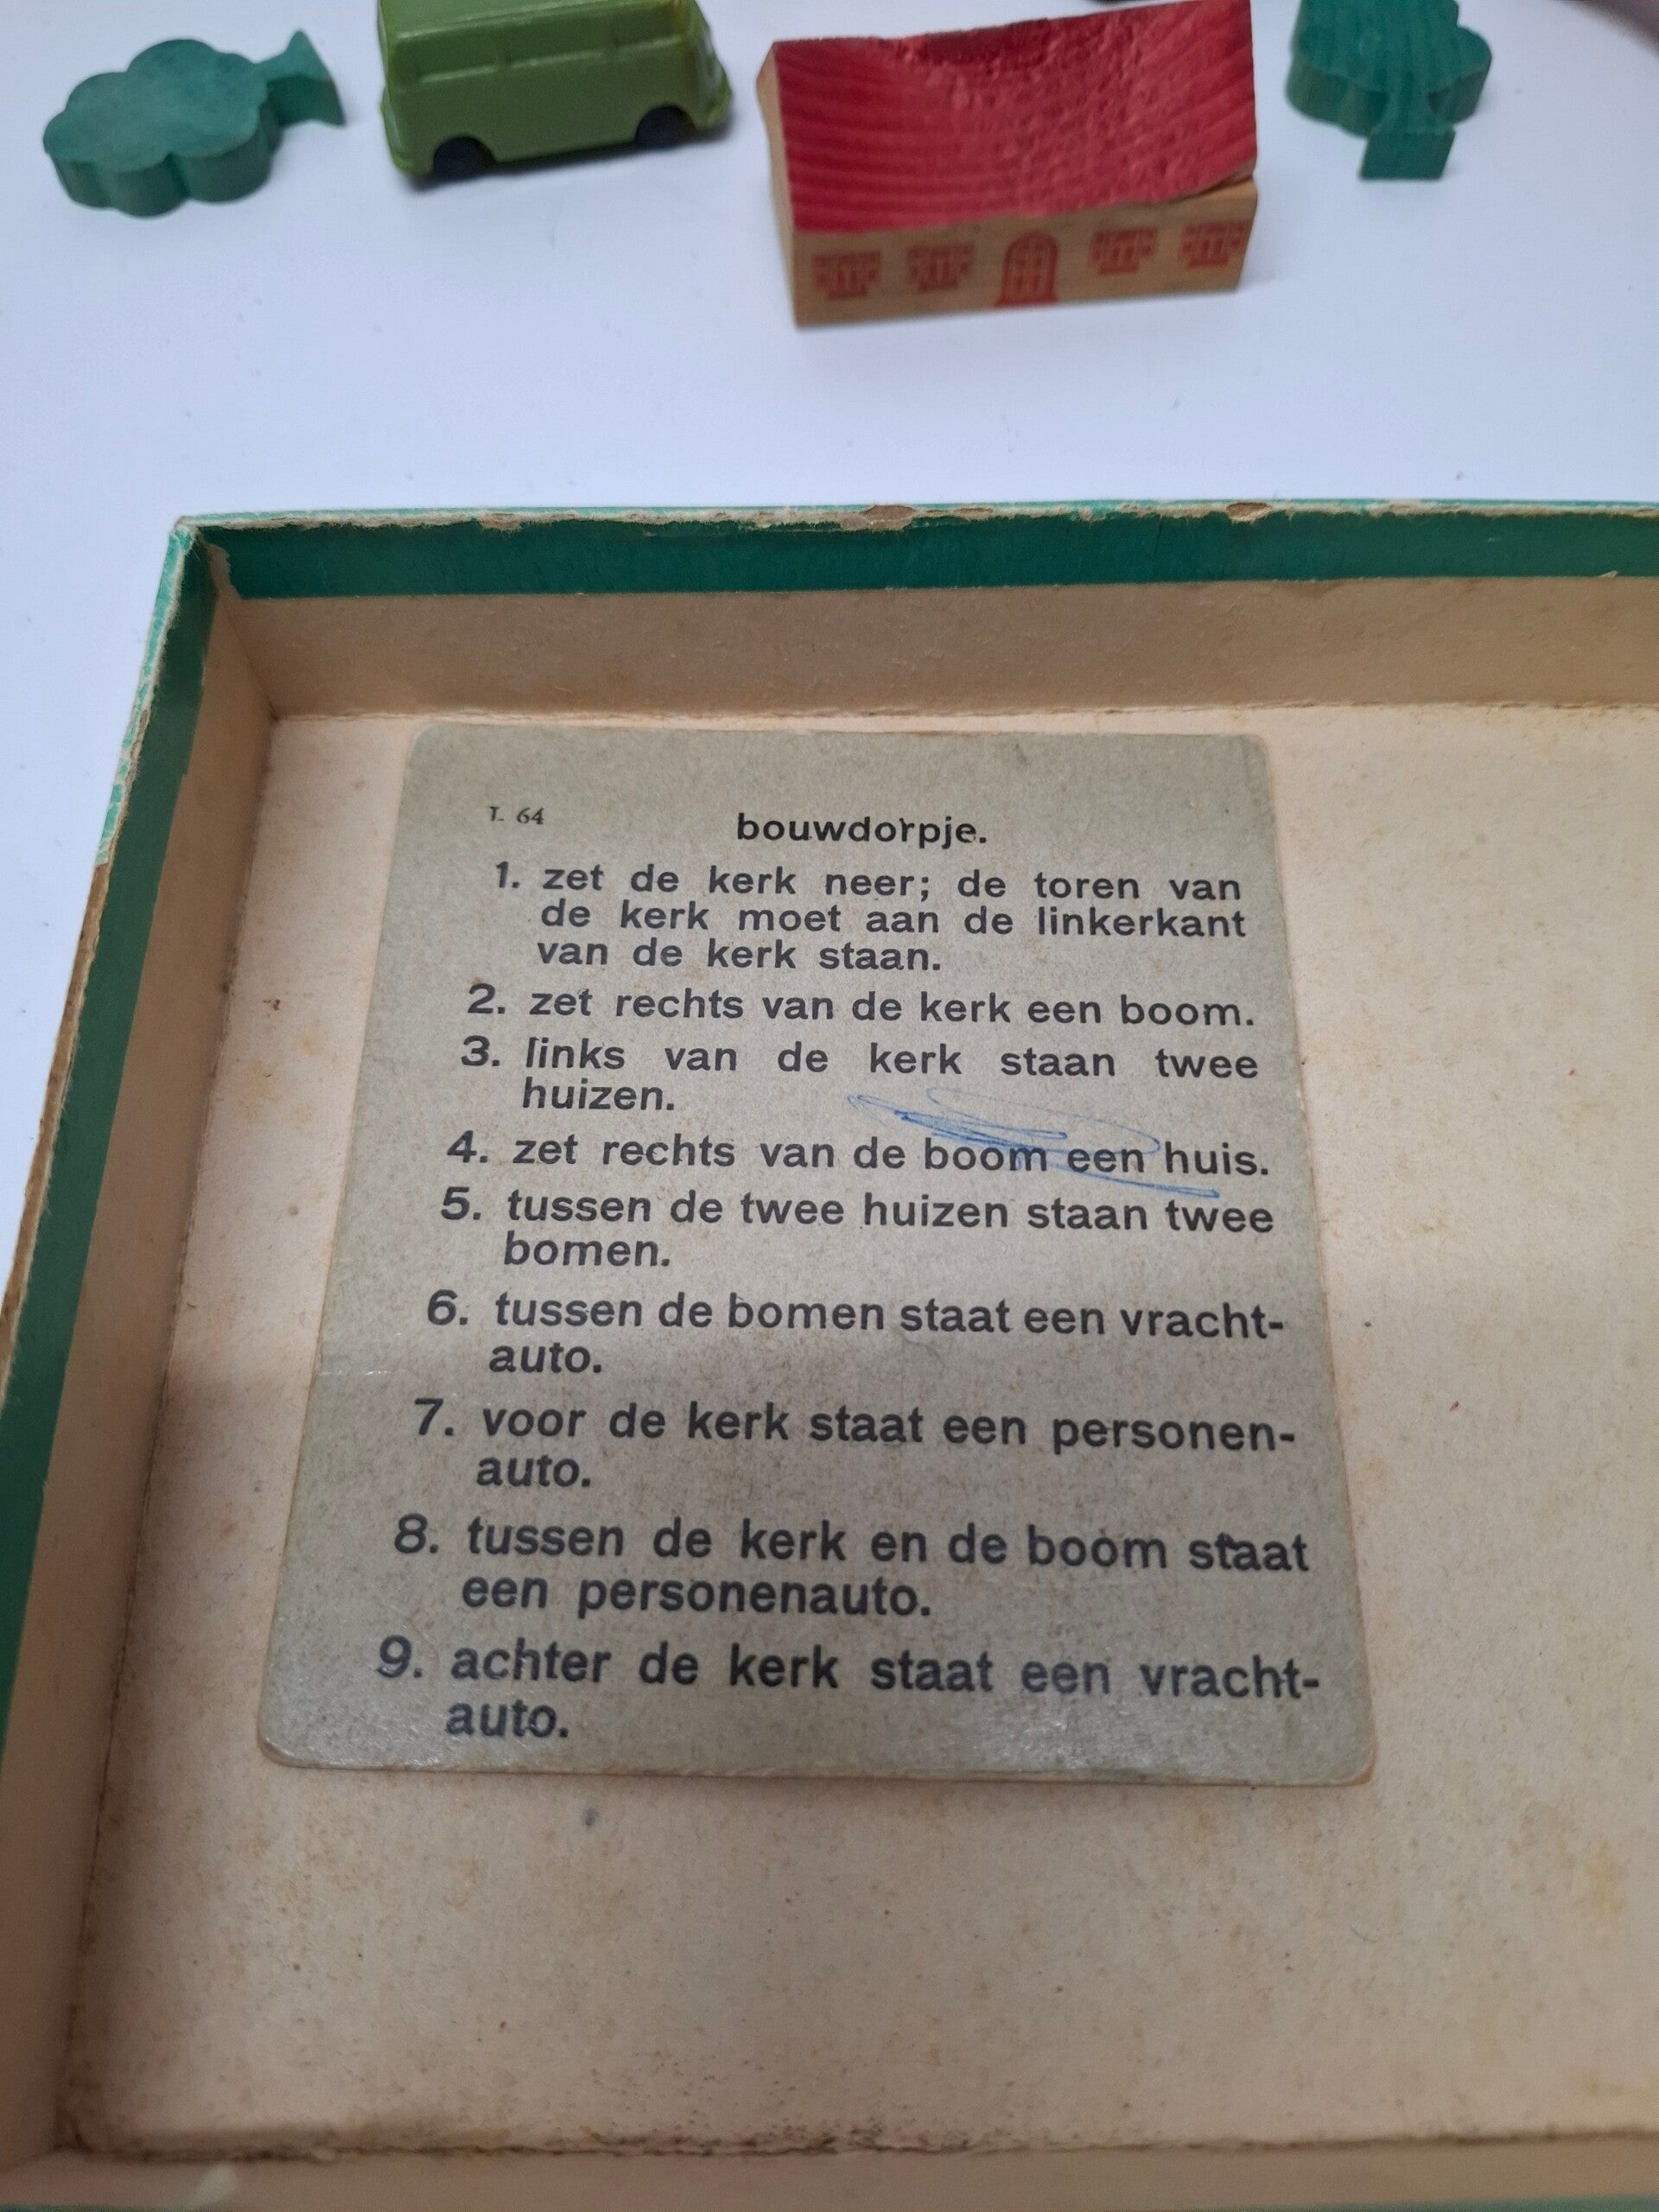 L 64
bouwdorpje.
1. zet de kerk neer; de toren van
de kerk moet aan de linkerkant
van de kerk staan.
2. zet rechts van de kerk een boom.
3. links van de kerk staan twee
huizen.
4. zet rechts van de boom een huis.
5. tussen de twee huizen staan twee
bomen.
6. tussen de bomen staat een vracht-
auto.
7. voor de kerk staat een personen-
auto.
8. tussen de kerk en de boom staat
een personenauto.
9. achter de kerk staat een vracht-
auto.